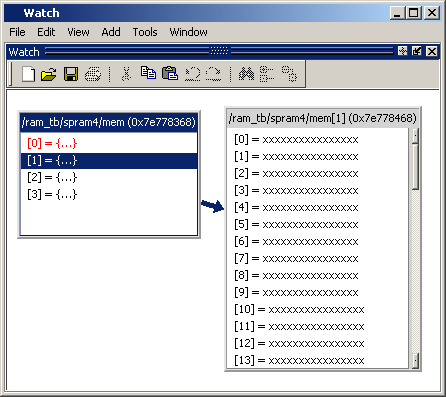 Watch
File Edit View Add Tools Window
Watch
/ram_tb/spram4/mem (0x7e778368)
[0] = {...}
[1] = {...}
[2] = {...}
[3] = {...}
/ram_tb/spram4/mem[1] (0x7e778468)
[0] = xxxxxxxxxxxxxxxx
[1] = xxxxxxxxxxxxxxxx
[2] = xxxxxxxxxxxxxxxx
[3] = xxxxxxxxxxxxxxxx
[4] = xxxxxxxxxxxxxxxx
[5] = xxxxxxxxxxxxxxxx
[6] = xxxxxxxxxxxxxxxx
[7] = xxxxxxxxxxxxxxxx
[8] = xxxxxxxxxxxxxxxx
[9] = xxxxxxxxxxxxxxxx
[10] = xxxxxxxxxxxxxxxx
[11] = xxxxxxxxxxxxxxxx
[12] = xxxxxxxxxxxxxxxx
[13] = xxxxxxxxxxxxxxxx